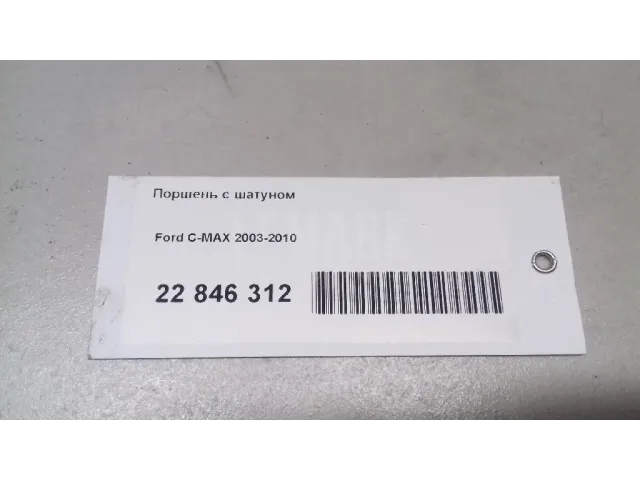 Поршень с шатуном
Ford C-MAX 2003-2010
22 846 312